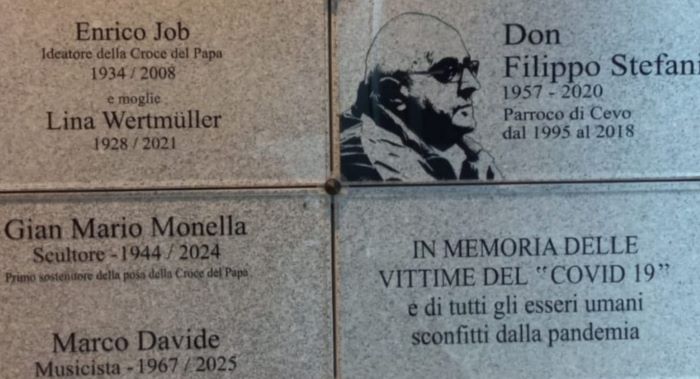 Enrico Job
Ideatore della Croce del Papa
1934 / 2008
e moglie
Lina Wertmüller
1928 / 2021
Don
Filippo Stefani
1957 - 2020
Parroco di Cevo
dal 1995 al 2018
Gian Mario Monella
Scultore - 1944 / 2024
Primo sostenitore della posa della Croce del Papa
Marco Davide
Musicista - 1967 / 2025
IN MEMORIA DELLE
VITTIME DEL "COVID 19"
e di tutti gli esseri umani
sconfitti dalla pandemia